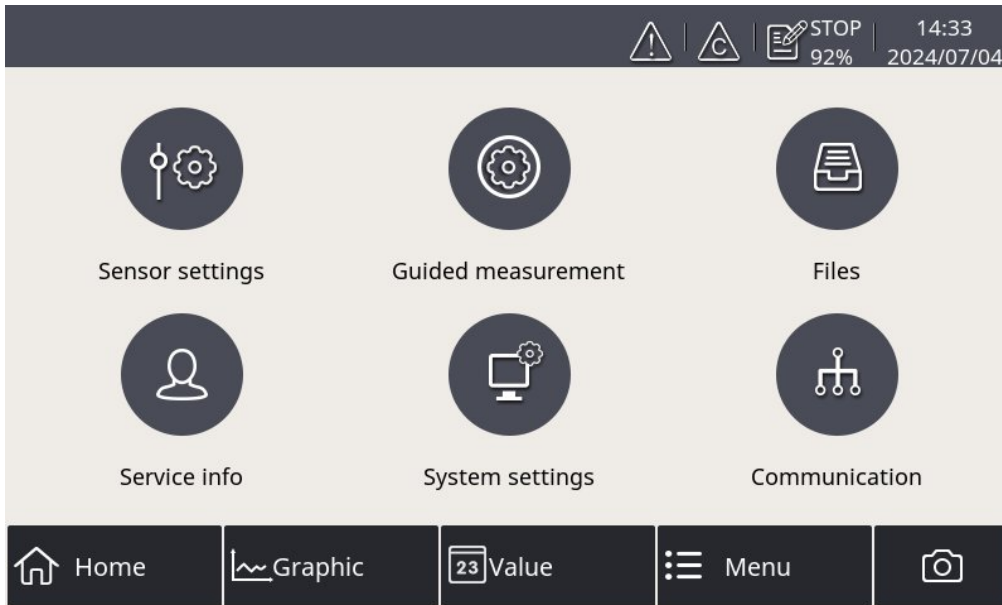 STOP 14:33
92% 2024/07/04
Sensor settings Guided measurement Files
Service info System settings Communication
Home Graphic 23 Value Menu
C